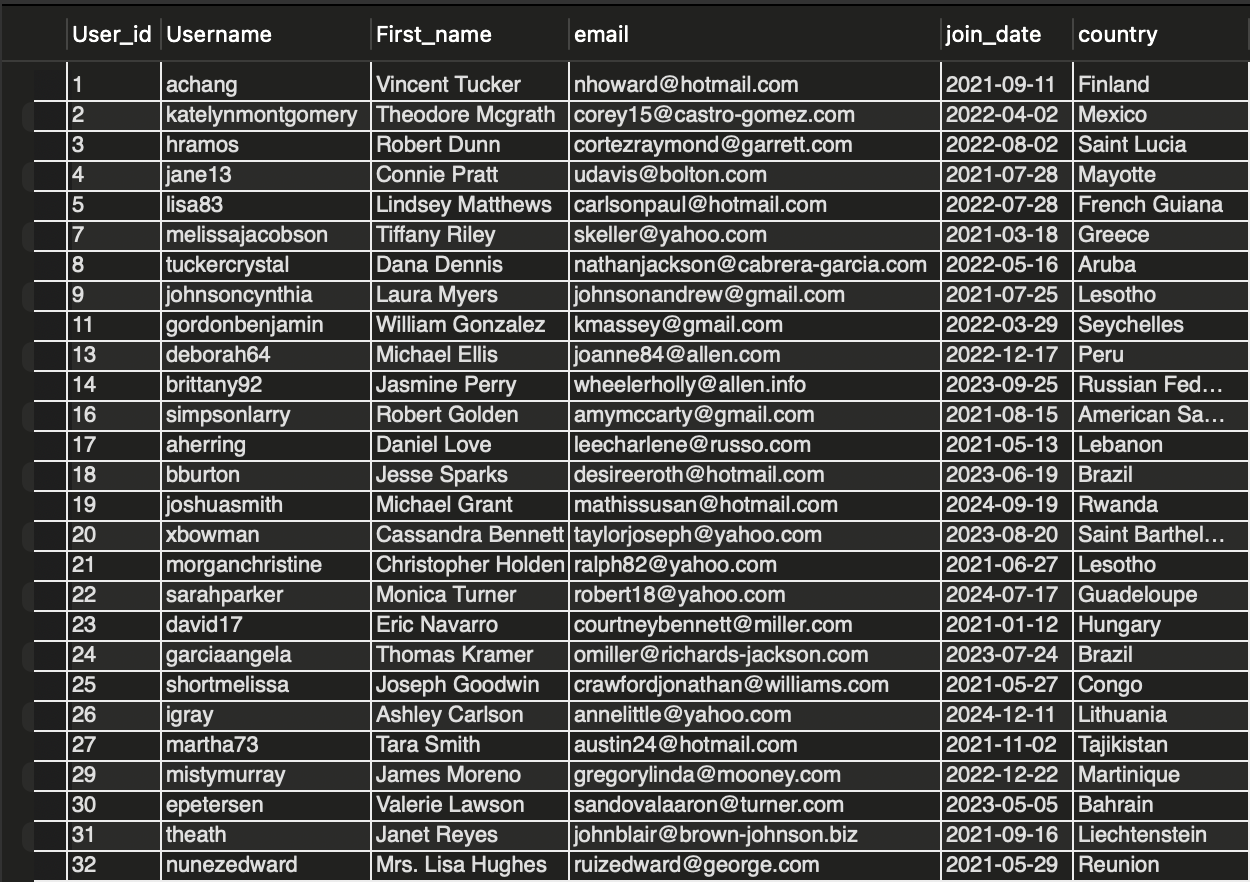 User_id Username First_name email join_date country
1 achang Vincent Tucker nhoward@hotmail.com 2021-09-11 Finland
2 katelynmontgomery Theodore Mcgrath corey15@castro-gomez.com 2022-04-02 Mexico
3 hramos Robert Dunn cortezraymond@garrett.com 2022-08-02 Saint Lucia
4 jane13 Connie Pratt udavis@bolton.com 2021-07-28 Mayotte
5 lisa83 Lindsey Matthews carlsonpaul@hotmail.com 2022-07-28 French Guiana
7 melissajacobson Tiffany Riley skeller@yahoo.com 2021-03-18 Greece
8 tuckercrystal Dana Dennis nathanjackson@cabrera-garcia.com 2022-05-16 Aruba
9 johnsoncynthia Laura Myers johnsonandrew@gmail.com 2021-07-25 Lesotho
11 gordonbenjamin William Gonzalez kmassey@gmail.com 2022-03-29 Seychelles
13 deborah64 Michael Ellis joanne84@allen.com 2022-12-17 Peru
14 brittany92 Jasmine Perry wheelerholly@allen.info 2023-09-25 Russian Fed...
16 simpsonlarry Robert Golden amymccarty@gmail.com 2021-08-15 American Sa...
17 aherring Daniel Love leecharlene@russo.com 2021-05-13 Lebanon
18 bburton Jesse Sparks desireeroth@hotmail.com 2023-06-19 Brazil
19 joshuasmith Michael Grant mathissusan@hotmail.com 2024-09-19 Rwanda
20 xbowman Cassandra Bennett taylorjoseph@yahoo.com 2023-08-20 Saint Barthel...
21 morganchristine Christopher Holden ralph82@yahoo.com 2021-06-27 Lesotho
22 sarahparker Monica Turner robert18@yahoo.com 2024-07-17 Guadeloupe
23 david17 Eric Navarro courtneybennett@miller.com 2021-01-12 Hungary
24 garciaangela Thomas Kramer omiller@richards-jackson.com 2023-07-24 Brazil
25 shortmelissa Joseph Goodwin crawfordjonathan@williams.com 2021-05-27 Congo
26 igray Ashley Carlson annelittle@yahoo.com 2024-12-11 Lithuania
27 martha73 Tara Smith austin24@hotmail.com 2021-11-02 Tajikistan
29 mistymurray James Moreno gregorylinda@mooney.com 2022-12-22 Martinique
30 epetersen Valerie Lawson sandovalaaron@turner.com 2023-05-05 Bahrain
31 theath Janet Reyes johnblair@brown-johnson.biz 2021-09-16 Liechtenstein
32 nunezedward Mrs. Lisa Hughes ruizedward@george.com 2021-05-29 Reunion